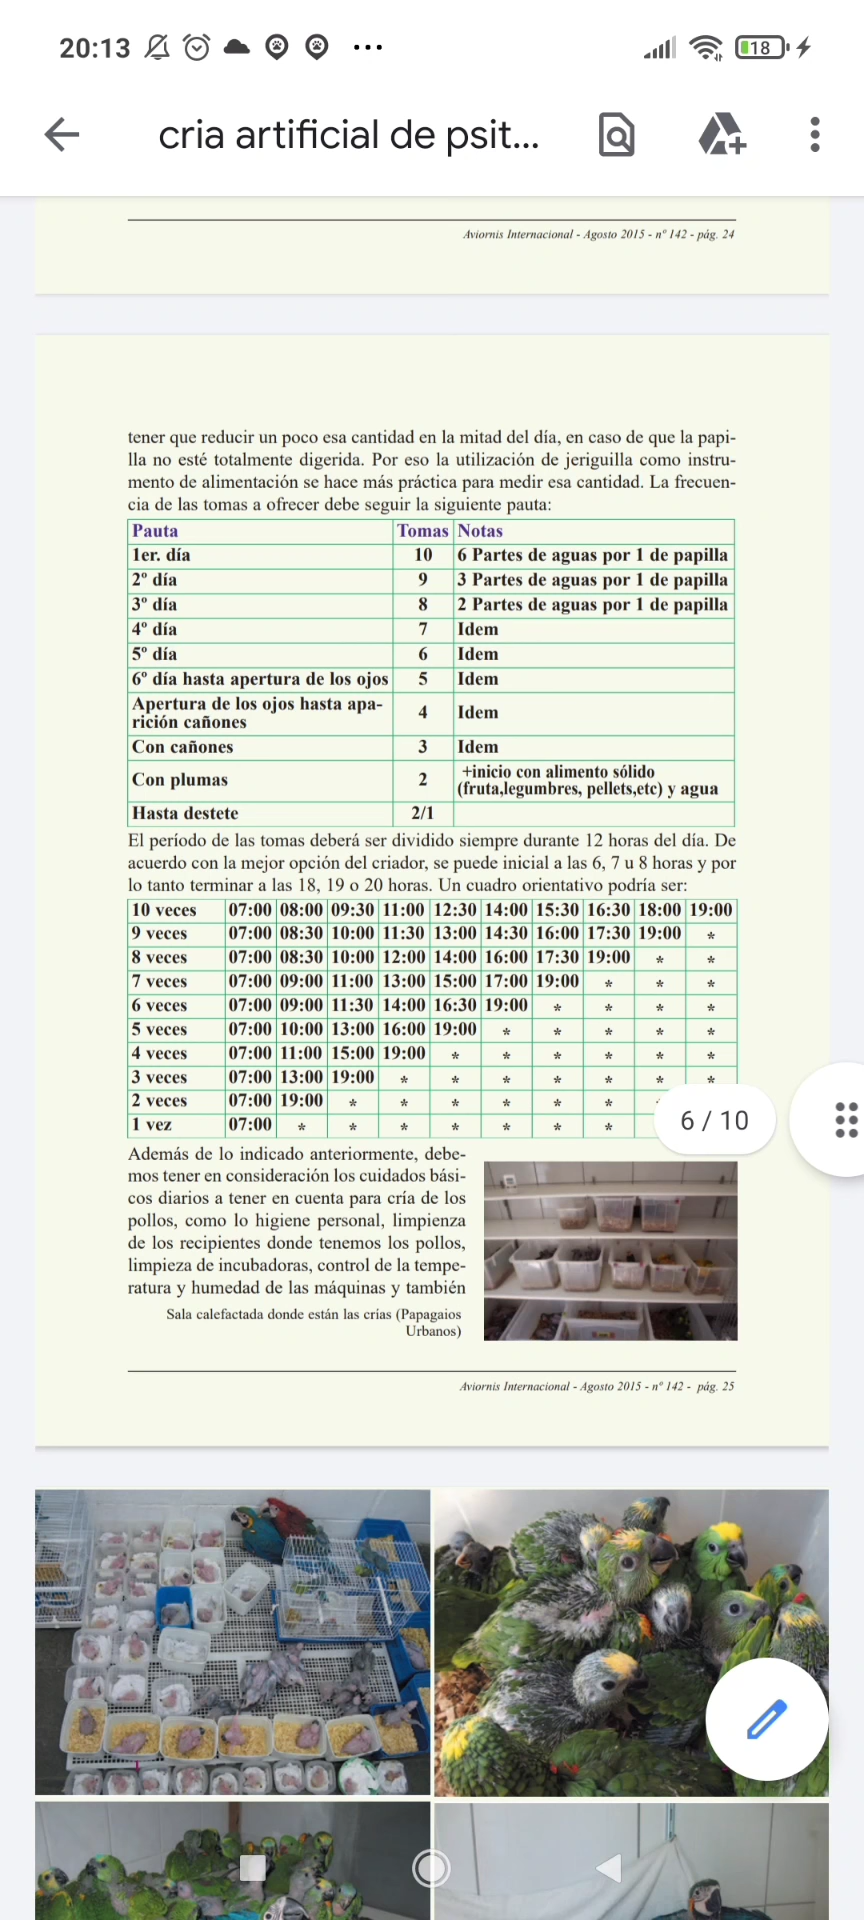 20:13
18
cria artificial de psit...
Aviornis Internacional - Agosto 2015 - nº 142 - pág. 24
tener que reducir un poco esa cantidad en la mitad del día, en caso de que la papi-
lla no esté totalmente digerida. Por eso la utilización de jeriguilla como instru-
mento de alimentación se hace más práctica para medir esa cantidad. La frecuen-
cia de las tomas a ofrecer debe seguir la siguiente pauta:
Pauta Tomas Notas
1er. día 10 6 Partes de aguas por 1 de papilla
2º día 9 3 Partes de aguas por 1 de papilla
3º día 8 2 Partes de aguas por 1 de papilla
4º día 7 Idem
5º día 6 Idem
6º día hasta apertura de los ojos 5 Idem
Apertura de los ojos hasta apa-
rición cañones 4 Idem
Con cañones 3 Idem
Con plumas 2 +inicio con alimento sólido
(fruta,legumbres, pellets,etc) y agua
Hasta destete 2/1
El período de las tomas deberá ser dividido siempre durante 12 horas del día. De
acuerdo con la mejor opción del criador, se puede inicial a las 6, 7 u 8 horas y por
lo tanto terminar a las 18, 19 o 20 horas. Un cuadro orientativo podría ser:
10 veces 07:00 08:00 09:30 11:00 12:30 14:00 15:30 16:30 18:00 19:00
9 veces 07:00 08:30 10:00 11:30 13:00 14:30 16:00 17:30 19:00 *
8 veces 07:00 08:30 10:00 12:00 14:00 16:00 17:30 19:00 * *
7 veces 07:00 09:00 11:00 13:00 15:00 17:00 19:00 * * *
6 veces 07:00 09:00 11:30 14:00 16:30 19:00 * * * *
5 veces 07:00 10:00 13:00 16:00 19:00 * * * * *
4 veces 07:00 11:00 15:00 19:00 * * * * * *
3 veces 07:00 13:00 19:00 * * * * * * *
2 veces 07:00 19:00 * * * * * *
1 vez 07:00 * * * * * * *
6 / 10
Además de lo indicado anteriormente, debe-
mos tener en consideración los cuidados bási-
cos diarios a tener en cuenta para cría de los
pollos, como lo higiene personal, limpienza
de los recipientes donde tenemos los pollos,
limpieza de incubadoras, control de la tempe-
ratura y humedad de las máquinas y también
Sala calefactada donde están las crías (Papagaios
Urbanos)
Aviornis Internacional - Agosto 2015 - nº 142 - pág. 25